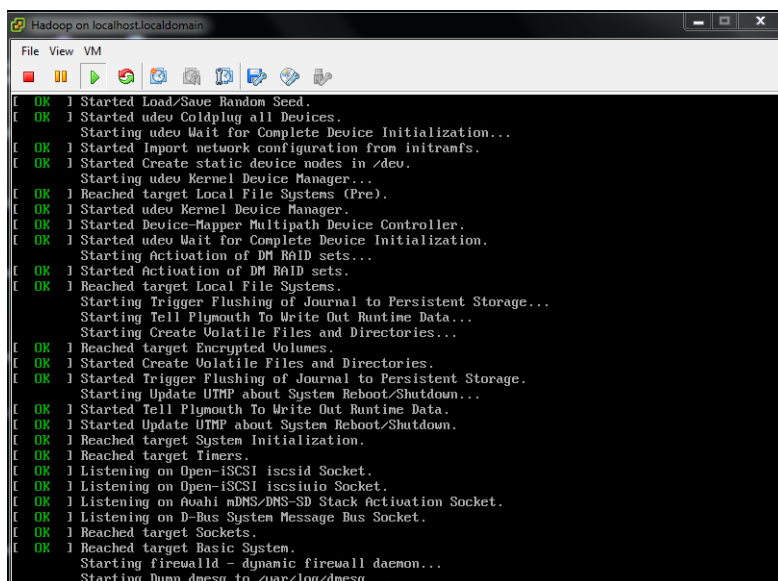 Hadoop on localhost.localdomain
File View VM
[ OK ] Started Load/Save Random Seed.
[ OK ] Started udev Coldplug all Devices.
Starting udev Wait for Complete Device Initialization...
[ OK ] Started Import network configuration from initramfs.
[ OK ] Started Create static device nodes in /dev.
Starting udev Kernel Device Manager...
[ OK ] Reached target Local File Systems (Pre).
[ OK ] Started udev Kernel Device Manager.
[ OK ] Started Device-Mapper Multipath Device Controller.
[ OK ] Started udev Wait for Complete Device Initialization.
Starting Activation of DM RAID sets...
[ OK ] Started Activation of DM RAID sets.
[ OK ] Reached target Local File Systems.
Starting Trigger Flushing of Journal to Persistent Storage...
Starting Tell Plymouth To Write Out Runtime Data...
Starting Create Volatile Files and Directories...
[ OK ] Reached target Encrypted Volumes.
[ OK ] Started Create Volatile Files and Directories.
[ OK ] Started Trigger Flushing of Journal to Persistent Storage.
Starting Update UTMP about System Reboot/Shutdown...
[ OK ] Started Tell Plymouth To Write Out Runtime Data.
[ OK ] Started Update UTMP about System Reboot/Shutdown.
[ OK ] Reached target System Initialization.
[ OK ] Reached target Timers.
[ OK ] Listening on Open-iSCSI iscsid Socket.
[ OK ] Listening on Open-iSCSI iscsiuio Socket.
[ OK ] Listening on Avahi mDNS/DNS-SD Stack Activation Socket.
[ OK ] Listening on D-Bus System Message Bus Socket.
[ OK ] Reached target Sockets.
[ OK ] Reached target Basic System.
Starting firewalld - dynamic firewall daemon...
Starting Dump dmesg to /var/log/dmesg